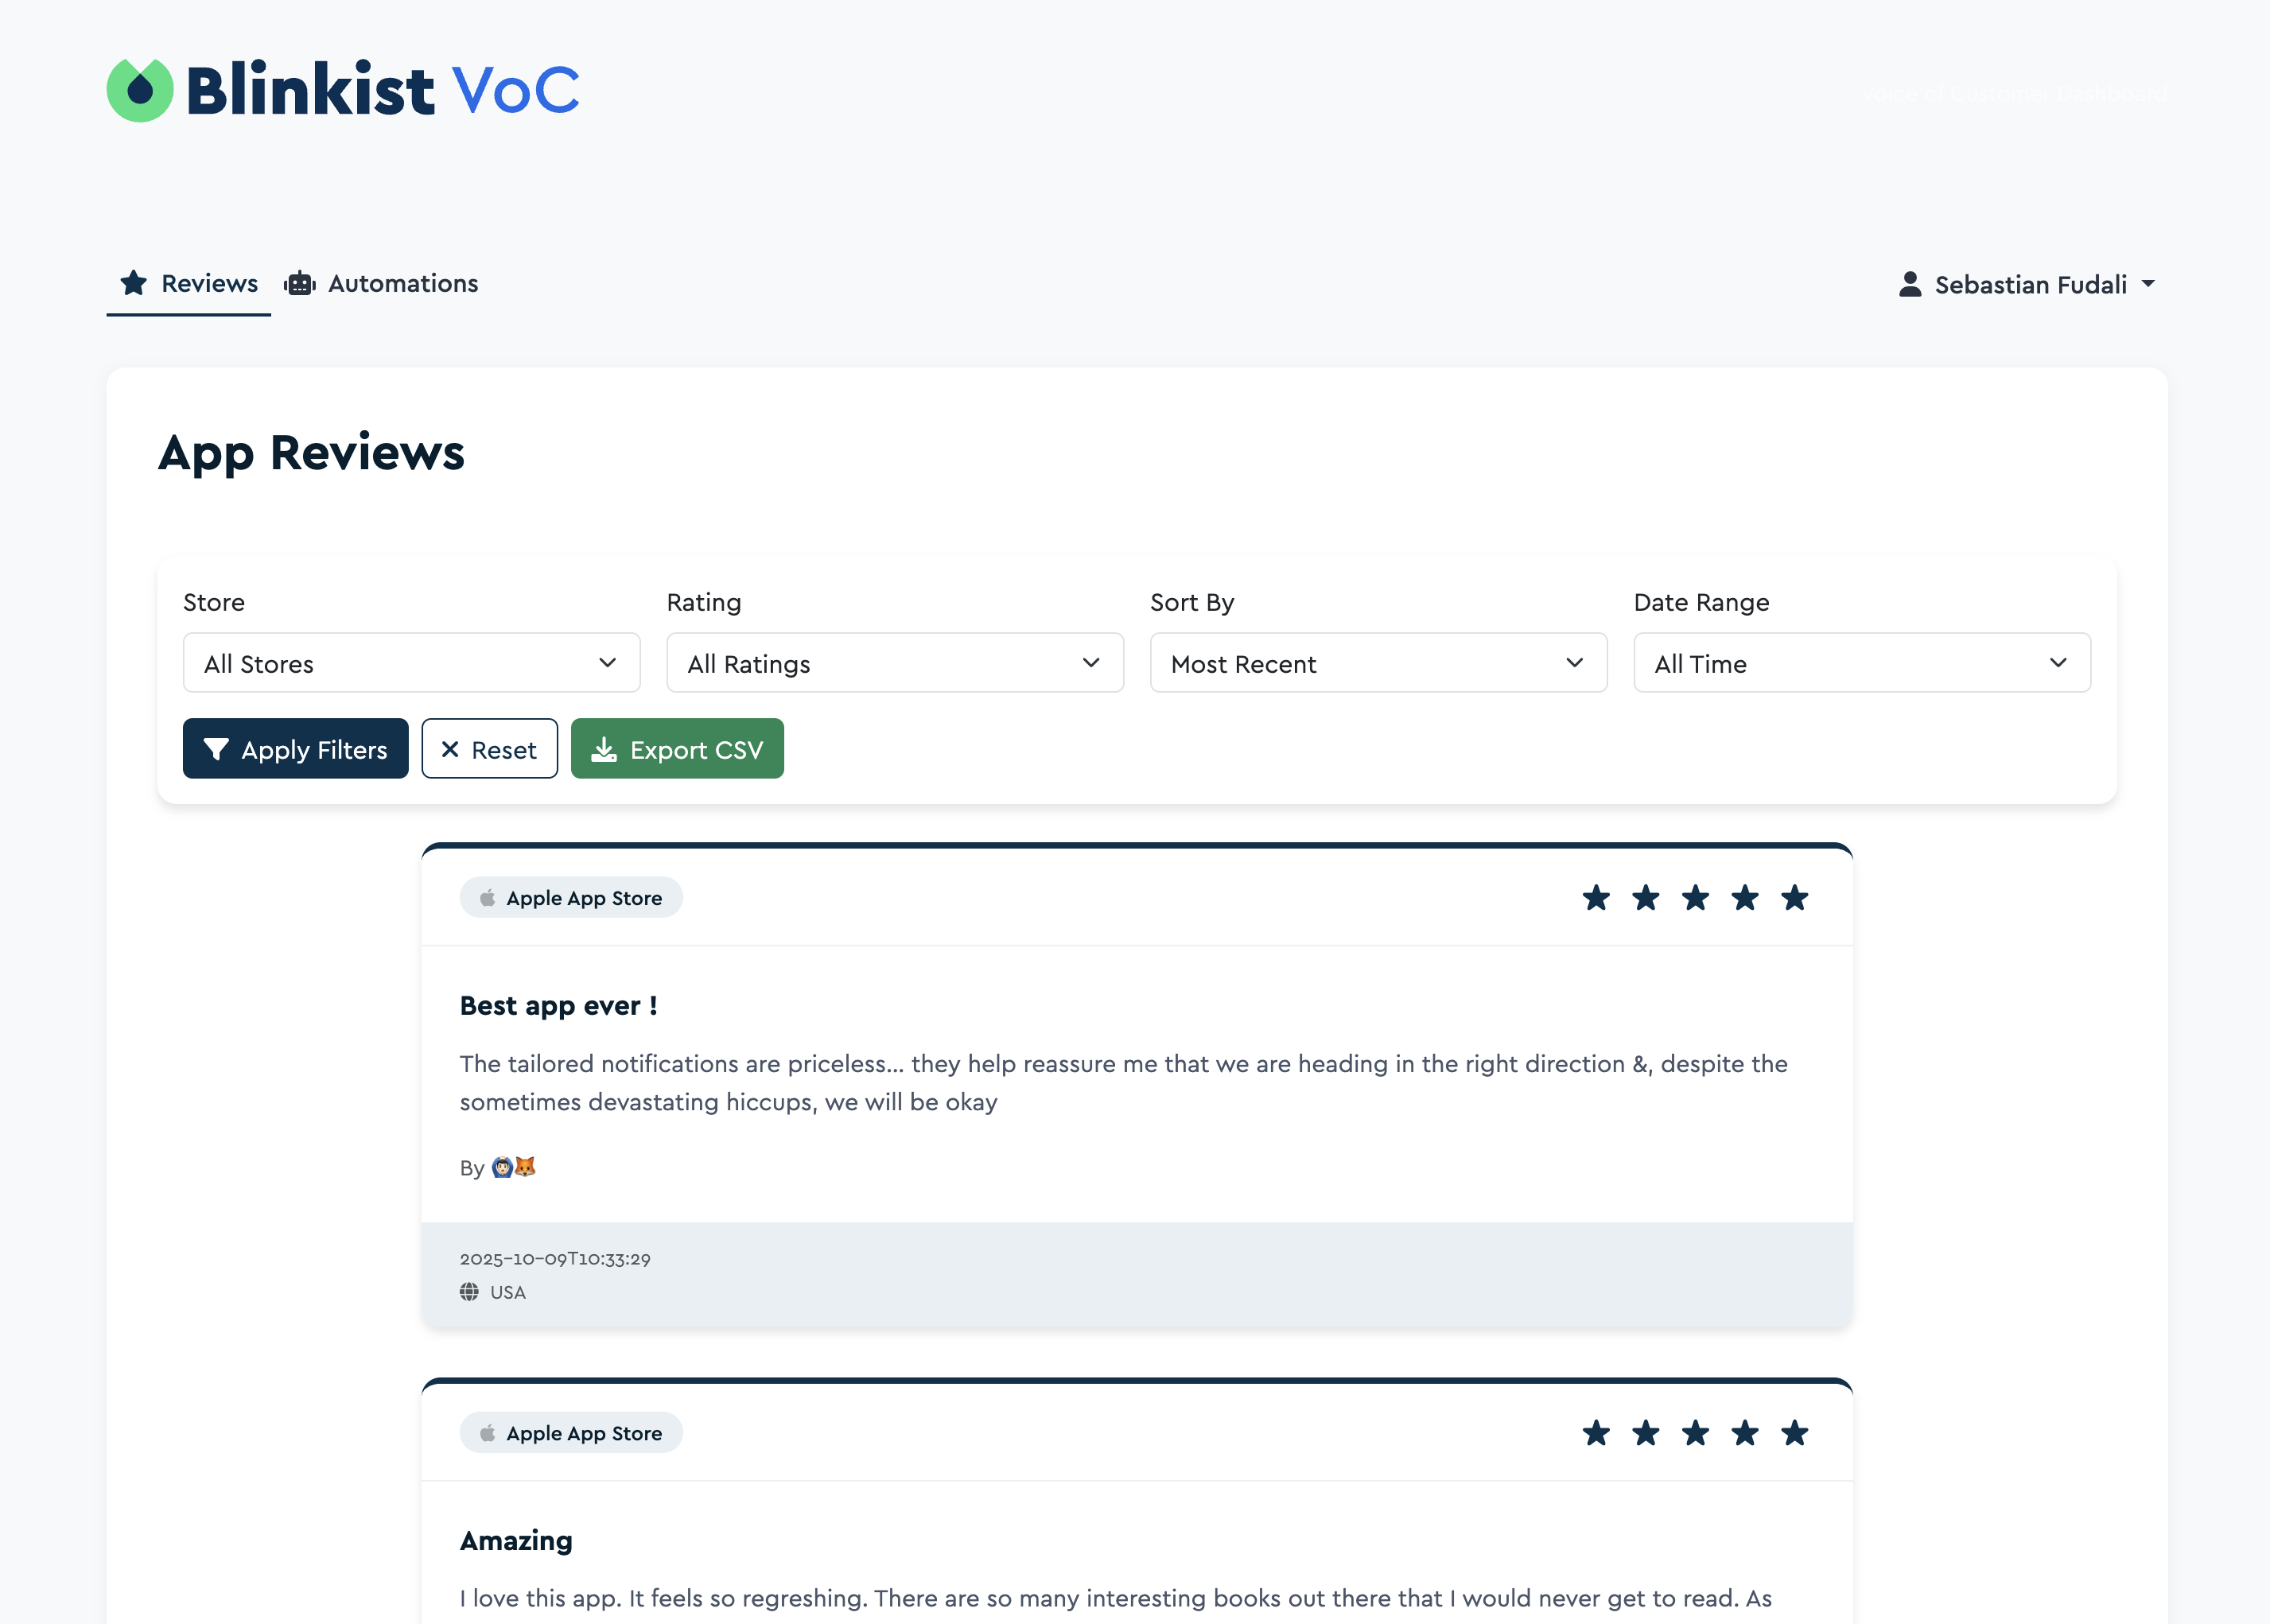 Blinkist VoC
Voice of Customer Dashboard
Reviews
Automations
Sebastian Fudali
App Reviews
Store
Rating
Sort By
Date Range
All Stores
All Ratings
Most Recent
All Time
Apply Filters
Reset
Export CSV
Apple App Store
Best app ever !
The tailored notifications are priceless... they help reassure me that we are heading in the right direction &, despite the
sometimes devastating hiccups, we will be okay
By 🙆🏻‍♂️🦊
2025-10-09T10:33:29
USA
Apple App Store
Amazing
I love this app. It feels so regreshing. There are so many interesting books out there that I would never get to read. As